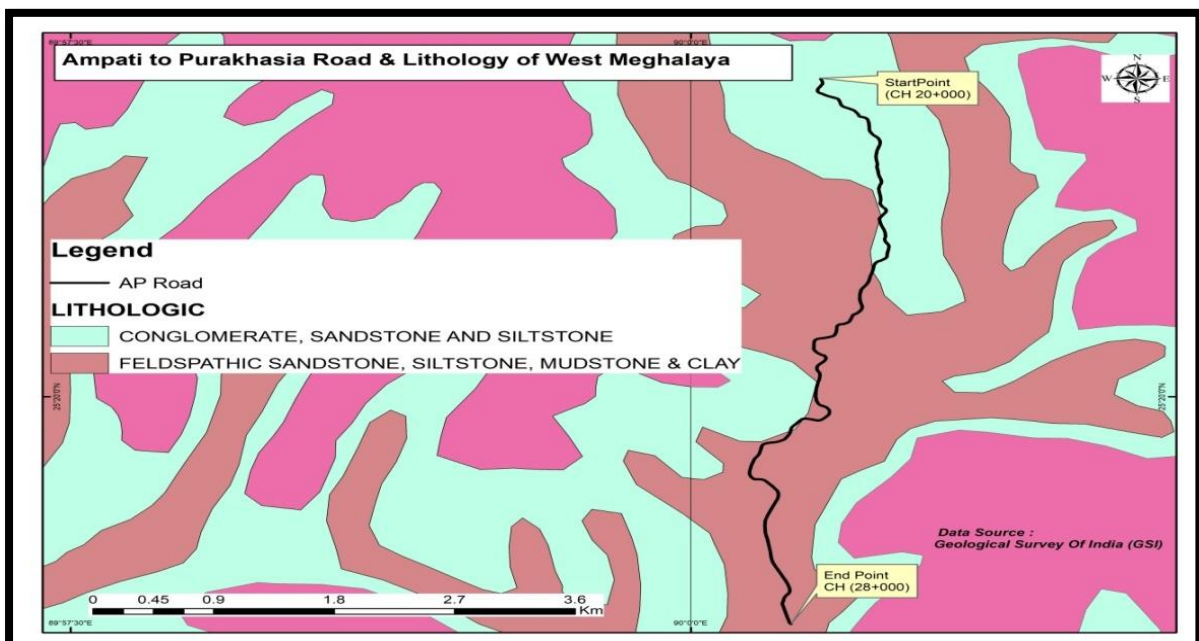 89°57'30"E
90°0'0"E
Ampati to Purakhasia Road & Lithology of West Meghalaya
StartPoint
(CH 20+000)
N
W
E
S
Legend
AP Road
LITHOLOGIC
CONGLOMERATE, SANDSTONE AND SILTSTONE
FELDSPATHIC SANDSTONE, SILTSTONE, MUDSTONE & CLAY
25°20'0"N
25°20'0"N
Data Source :
Geological Survey Of India (GSI)
End Point
CH (28+000)
0 0.45 0.9 1.8 2.7 3.6
Km
89°57'30"E
90°0'0"E